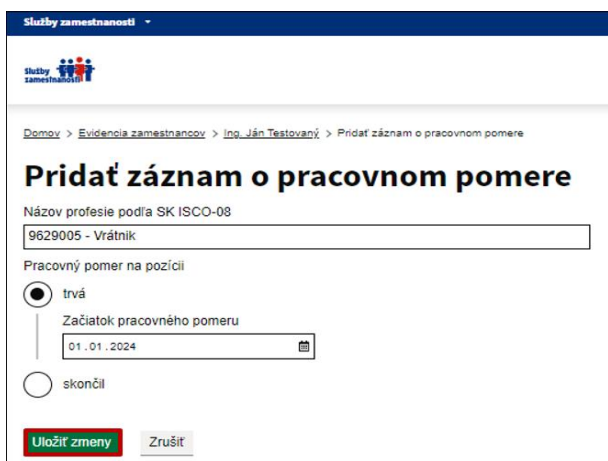 Služby zamestnanosti
Služby
zamestnanosti
Domov > Evidencia zamestnancov > Ing. Ján Testovaný > Pridať záznam o pracovnom pomere
Pridať záznam o pracovnom pomere
Názov profesie podľa SK ISCO-08
9629005 - Vrátnik
Pracovný pomer na pozícii
trvá
Začiatok pracovného pomeru
01.01.2024
skončil
Uložiť zmeny Zrušiť